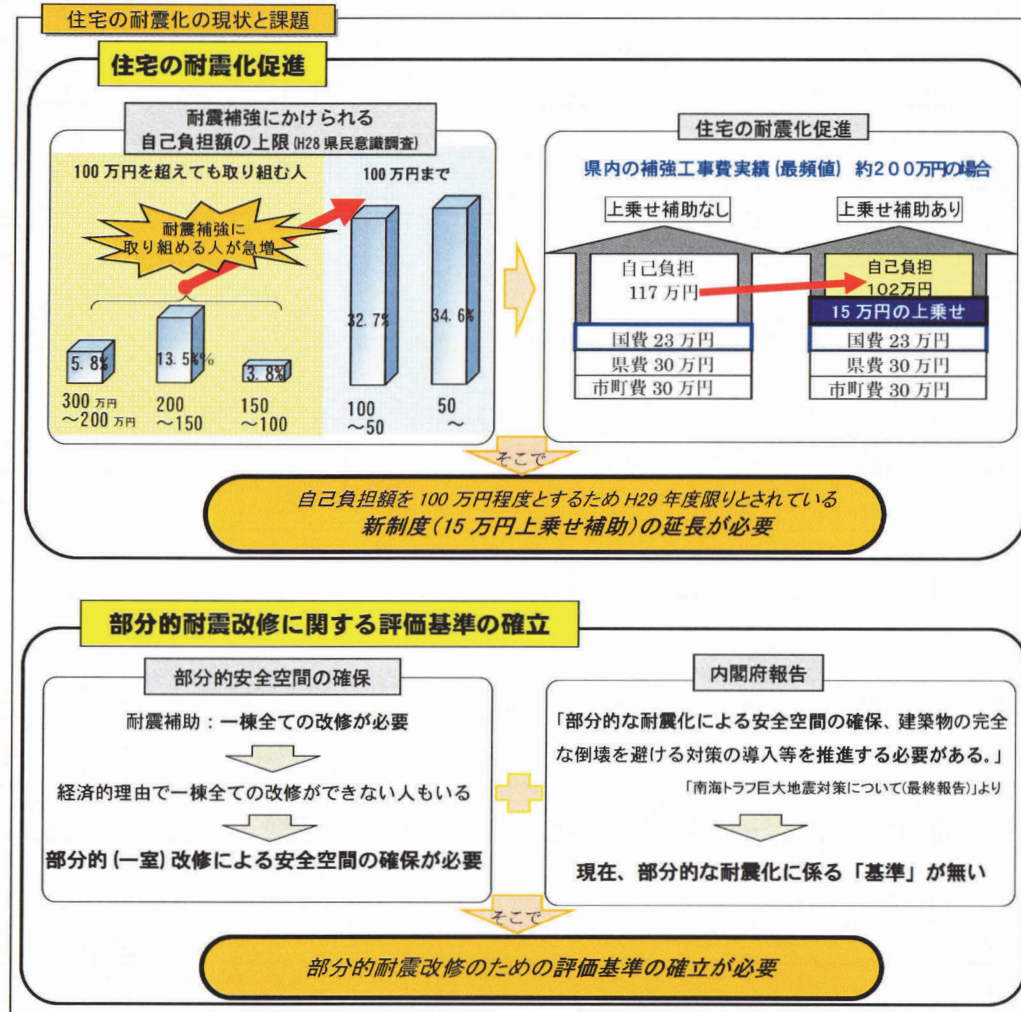 住宅の耐震化の現状と課題
住宅の耐震化促進
耐震補強にかけられる
自己負担額の上限(H28 県民意識調査)
100万円を超えても取り組む人
100万円まで
耐震補強に
取り組める人が急増
5.8%
13.5%%
3.8%
32.7%
34.6%
300万円
～200万円
200
～150
150
～100
100
～50
50
～
住宅の耐震化促進
県内の補強工事費実績(最頻値) 約200万円の場合
上乗せ補助なし
上乗せ補助あり
自己負担
117万円
国費 23万円
県費 30万円
市町費 30万円
自己負担
102万円
15万円の上乗せ
国費 23万円
県費 30万円
市町費 30万円
そこで
自己負担額を100万円程度とするためH29年度限りとされている
新制度(15万円上乗せ補助)の延長が必要
部分的耐震改修に関する評価基準の確立
部分的安全空間の確保
耐震補助：一棟全ての改修が必要
経済的理由で一棟全ての改修ができない人もいる
部分的(一室)改修による安全空間の確保が必要
内閣府報告
「部分的な耐震化による安全空間の確保、建築物の完全
な倒壊を避ける対策の導入等を推進する必要がある。」
「南海トラフ巨大地震対策について(最終報告)」より
現在、部分的な耐震化に係る「基準」が無い
そこで
部分的耐震改修のための評価基準の確立が必要